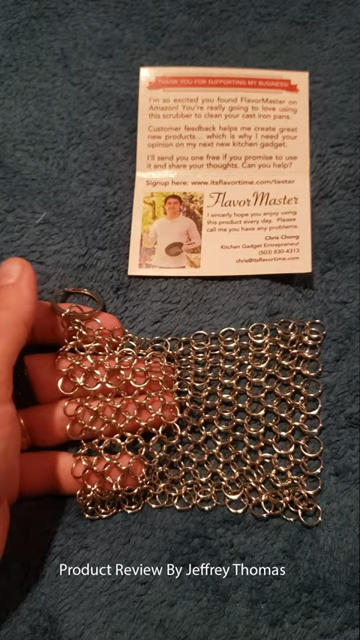 THANK YOU FOR SUPPORTING MY BUSINESS!
I'm so excited you found FlavorMaster on
Amazon! You're really going to love using
this scrubber to clean your cast iron pans.
Customer feedback helps me create great
new products... which is why I need your
opinion on my next new kitchen gadget.
I'll send you one free if you promise to use
it and share your thoughts. Can you help?
Signup here: www.itsflavortime.com/tester
FlavorMaster
I sincerely hope you enjoy using
this product every day. Please
call me you have any problems.
Chris Chong
Kitchen Gadget Entrepreneur
(503) 830-4313
chris@itsflavortime.com
Product Review By Jeffrey Thomas